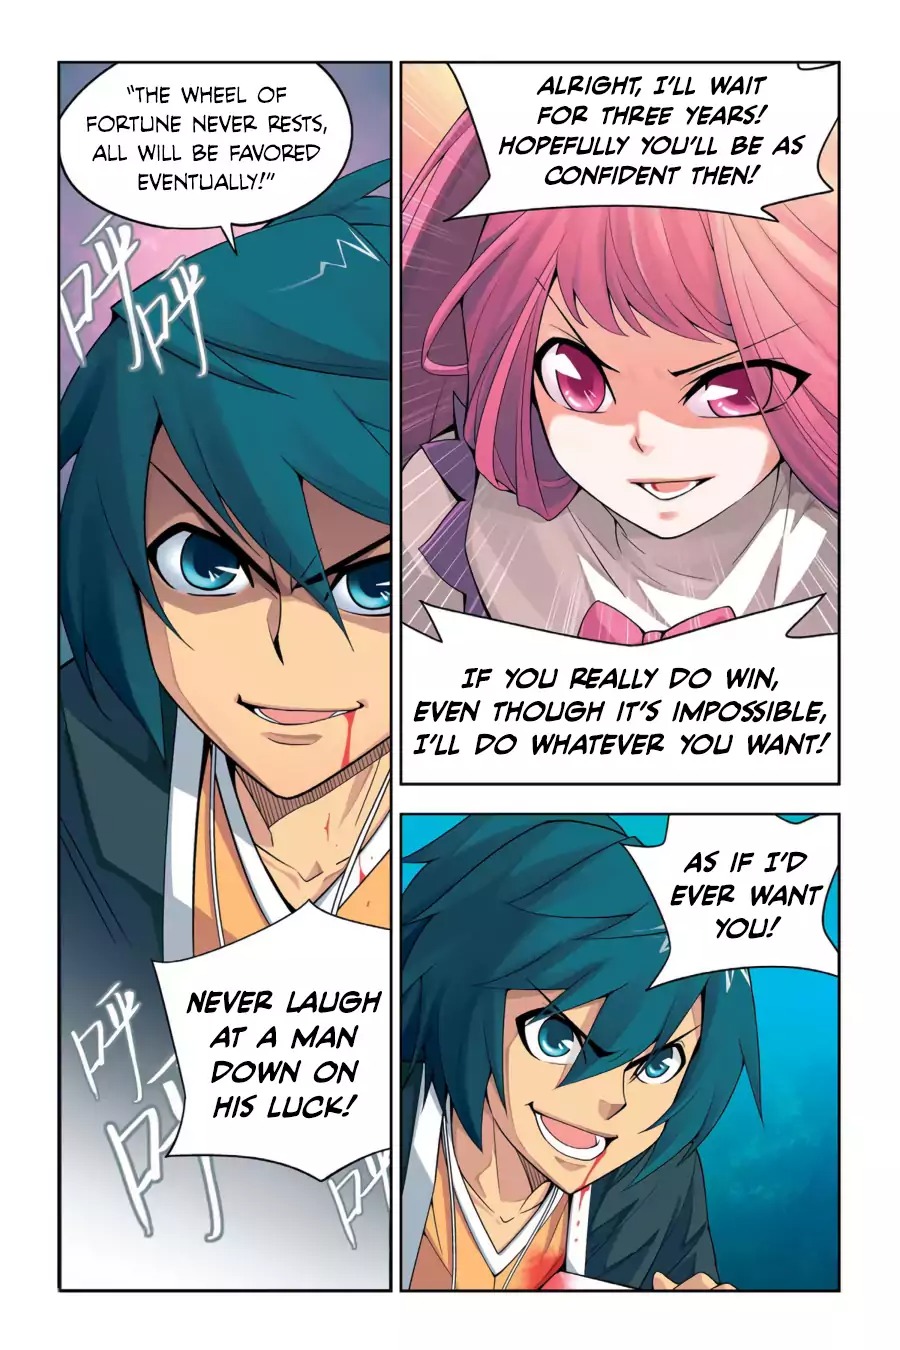 "THE WHEEL OF
FORTUNE NEVER RESTS,
ALL WILL BE FAVORED
EVENTUALLY!"
呼
呼
NEVER LAUGH
AT A MAN
DOWN ON
HIS LUCK!
呼
呼
呼
ALRIGHT, I'LL WAIT
FOR THREE YEARS!
HOPEFULLY YOU'LL BE AS
CONFIDENT THEN!
IF YOU REALLY DO WIN,
EVEN THOUGH IT'S IMPOSSIBLE,
I'LL DO WHATEVER YOU WANT!
AS IF I'D
EVER WANT
YOU!